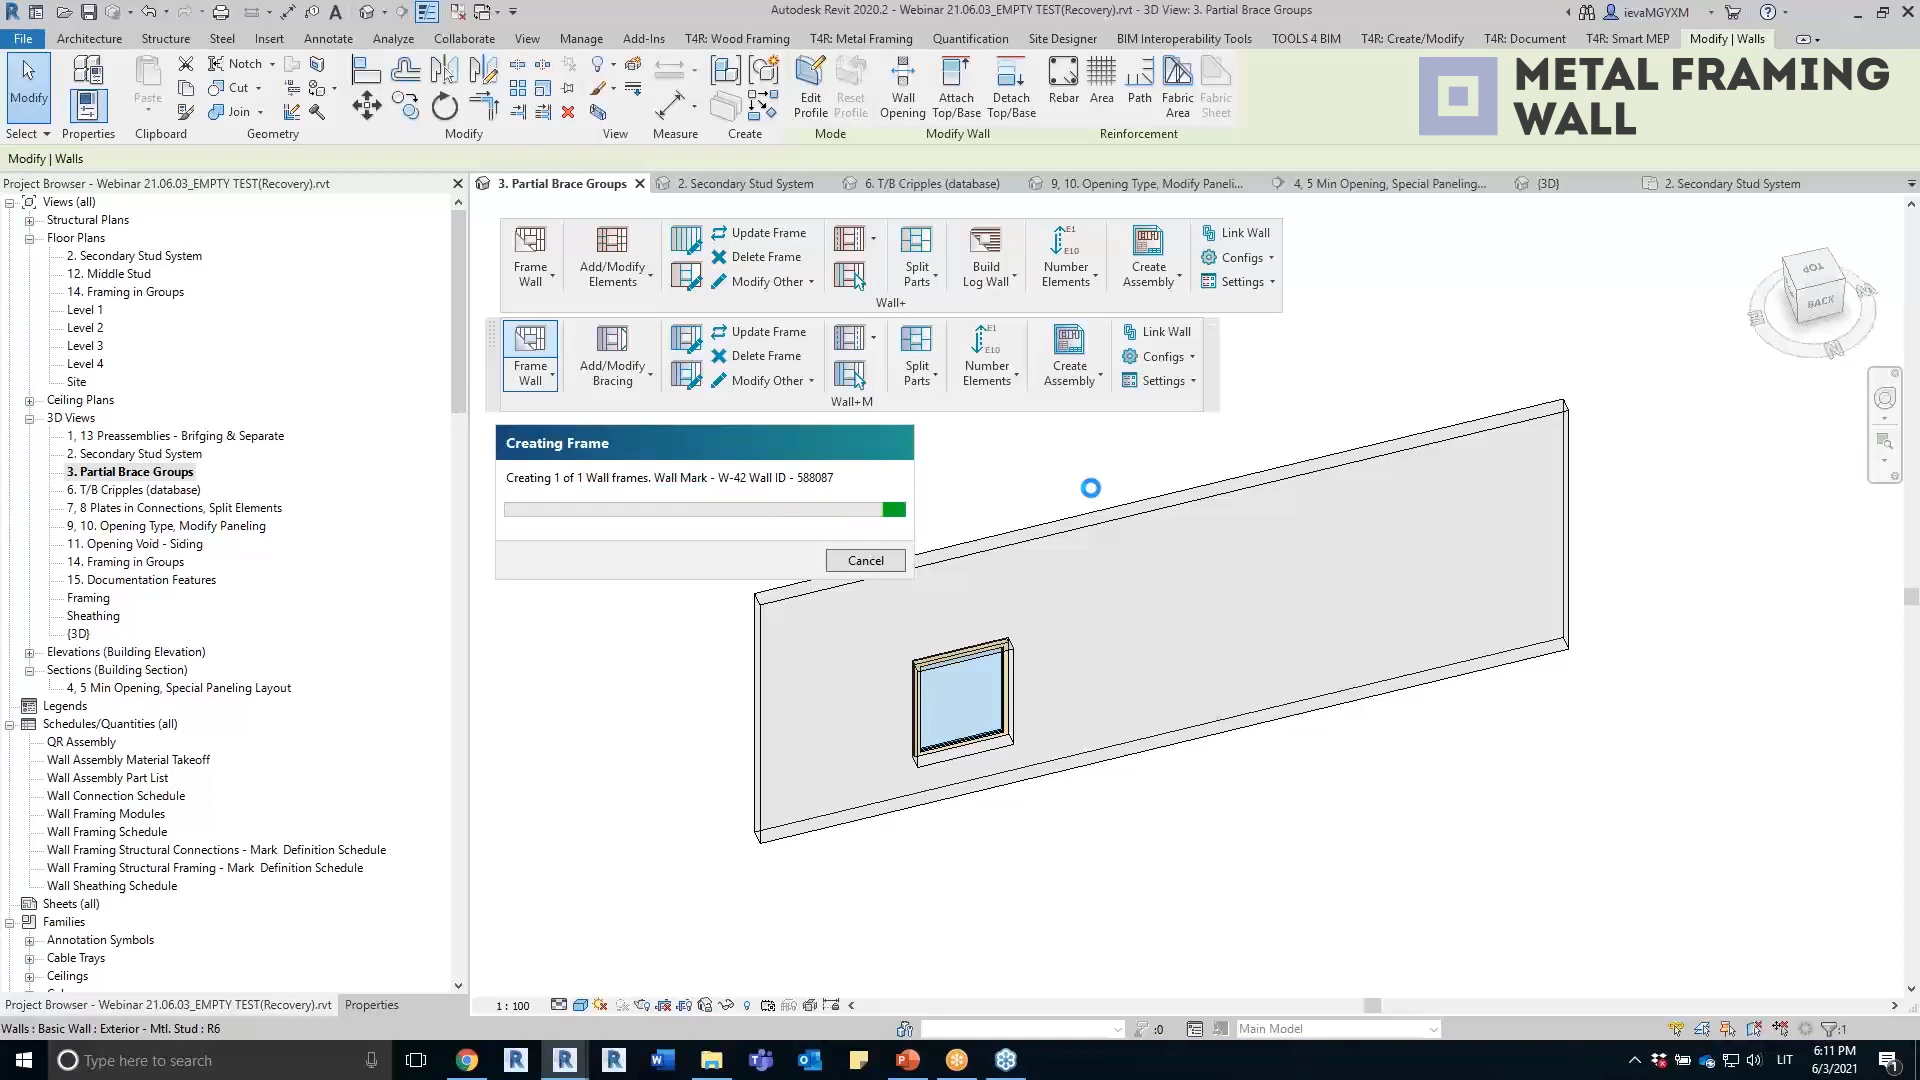 Autodesk Revit 2020.2 - Webinar 21.06.03_EMPTY TEST(Recovery).rvt - 3D View: 3. Partial Brace Groups
ievaMGYXM
File Architecture Structure Steel Insert Annotate Analyze Collaborate View Manage Add-Ins T4R: Wood Framing T4R: Metal Framing Quantification Site Designer BIM Interoperability Tools TOOLS 4 BIM T4R: Create/Modify T4R: Document T4R: Smart MEP Modify | Walls
Modify
Paste
Notch
Cut
Join
Edit Profile
Reset Profile
Wall Opening
Attach Top/Base
Detach Top/Base
Rebar
Area
Path
Fabric Area
Fabric Sheet
METAL FRAMING
WALL
Select Properties Clipboard Geometry Modify View Measure Create Mode Modify Wall Reinforcement
Modify | Walls
Project Browser - Webinar 21.06.03_EMPTY TEST(Recovery).rvt
3. Partial Brace Groups
2. Secondary Stud System
6. T/B Cripples (database)
9, 10. Opening Type, Modify Paneli...
4, 5 Min Opening, Special Paneling...
{3D}
2. Secondary Stud System
Views (all)
Structural Plans
Floor Plans
2. Secondary Stud System
12. Middle Stud
14. Framing in Groups
Level 1
Level 2
Level 3
Level 4
Site
Ceiling Plans
3D Views
1, 13 Preassemblies - Brifging & Separate
2. Secondary Stud System
3. Partial Brace Groups
6. T/B Cripples (database)
7, 8 Plates in Connections, Split Elements
9, 10. Opening Type, Modify Paneling
11. Opening Void - Siding
14. Framing in Groups
15. Documentation Features
Framing
Sheathing
{3D}
Elevations (Building Elevation)
Sections (Building Section)
4, 5 Min Opening, Special Paneling Layout
Legends
Schedules/Quantities (all)
QR Assembly
Wall Assembly Material Takeoff
Wall Assembly Part List
Wall Connection Schedule
Wall Framing Modules
Wall Framing Schedule
Wall Framing Structural Connections - Mark Definition Schedule
Wall Framing Structural Framing - Mark Definition Schedule
Wall Sheathing Schedule
Sheets (all)
Families
Annotation Symbols
Cable Trays
Ceilings
Frame Wall
Add/Modify Elements
Update Frame
Delete Frame
Modify Other
Split Parts
Build Log Wall
E1
E10
Number Elements
Create Assembly
Link Wall
Configs
Settings
Wall+
Frame Wall
Add/Modify Bracing
Update Frame
Delete Frame
Modify Other
Split Parts
E1
E10
Number Elements
Create Assembly
Link Wall
Configs
Settings
Wall+M
Creating Frame
Creating 1 of 1 Wall frames. Wall Mark - W-42 Wall ID - 588087
Cancel
TOP
BACK
Project Browser - Webinar 21.06.03_EMPTY TEST(Recovery).rvt Properties
1 : 100
Walls : Basic Wall : Exterior - Mtl. Stud : R6
:0
Main Model
:1
Type here to search
LIT
6:11 PM
6/3/2021
1